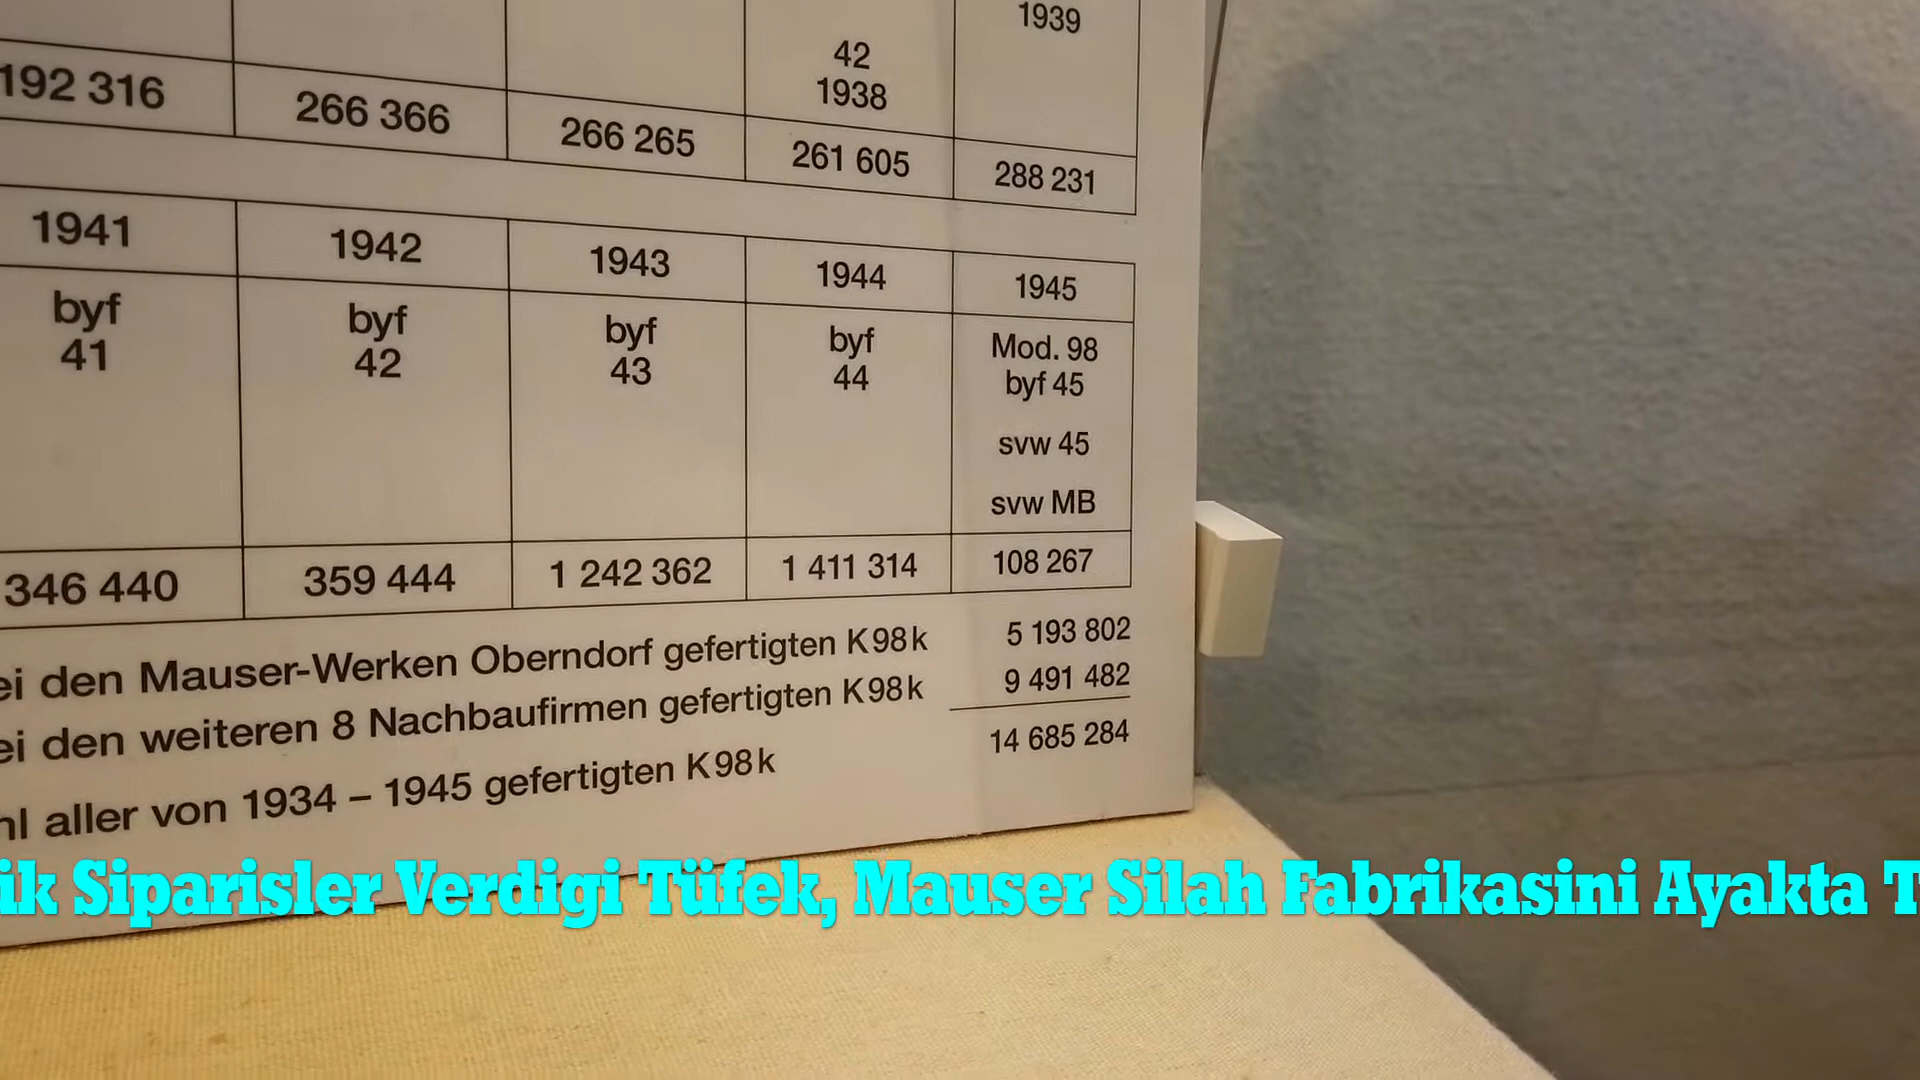 1939
42
1938
192 316 266 366 266 265 261 605 288 231
1941 1942 1943 1944 1945
byf byf byf byf Mod. 98
41 42 43 44 byf 45
svw 45
svw MB
346 440 359 444 1 242 362 1 411 314 108 267
ei den Mauser-Werken Oberndorf gefertigten K98k 5 193 802
ei den weiteren 8 Nachbaufirmen gefertigten K98k 9 491 482
hl aller von 1934 – 1945 gefertigten K98k 14 685 284
ik Siparisler Verdigi Tüfek, Mauser Silah Fabrikasini Ayakta T